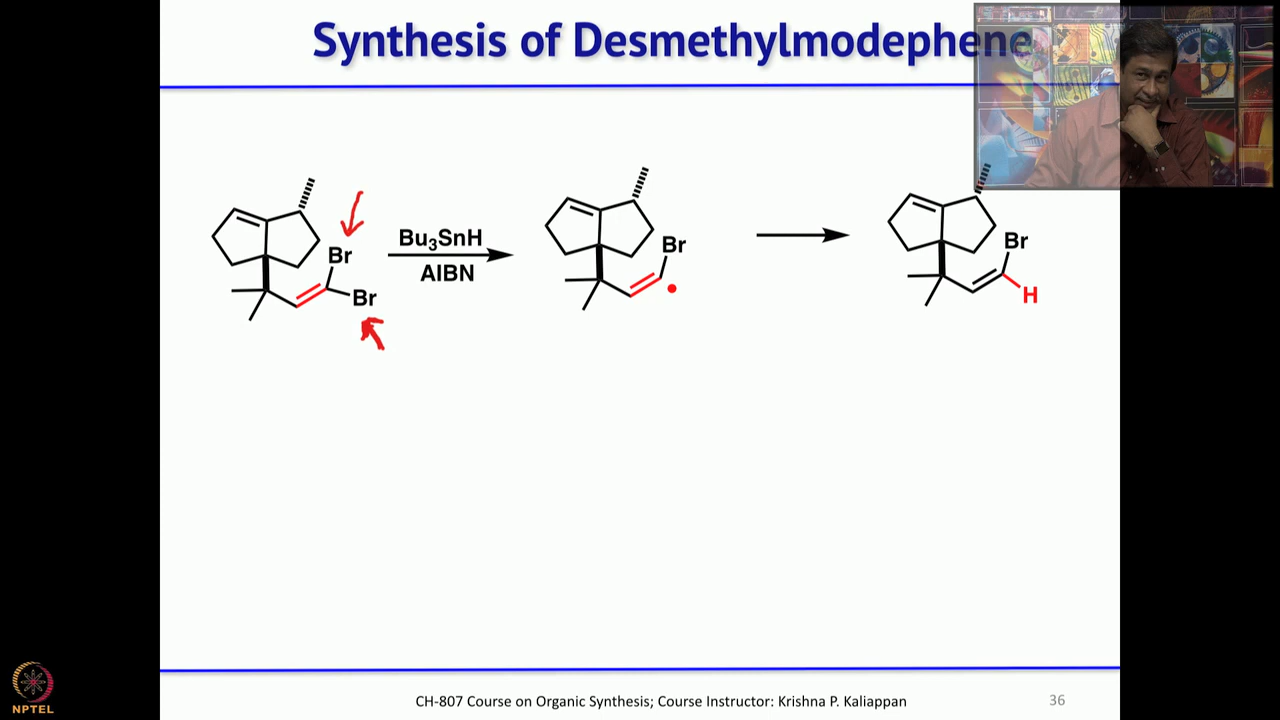 Synthesis of Desmethylmodephene
Br
Br
Bu3SnH
AIBN
Br
Br
H
CH-807 Course on Organic Synthesis; Course Instructor: Krishna P. Kaliappan
36
NPTEL